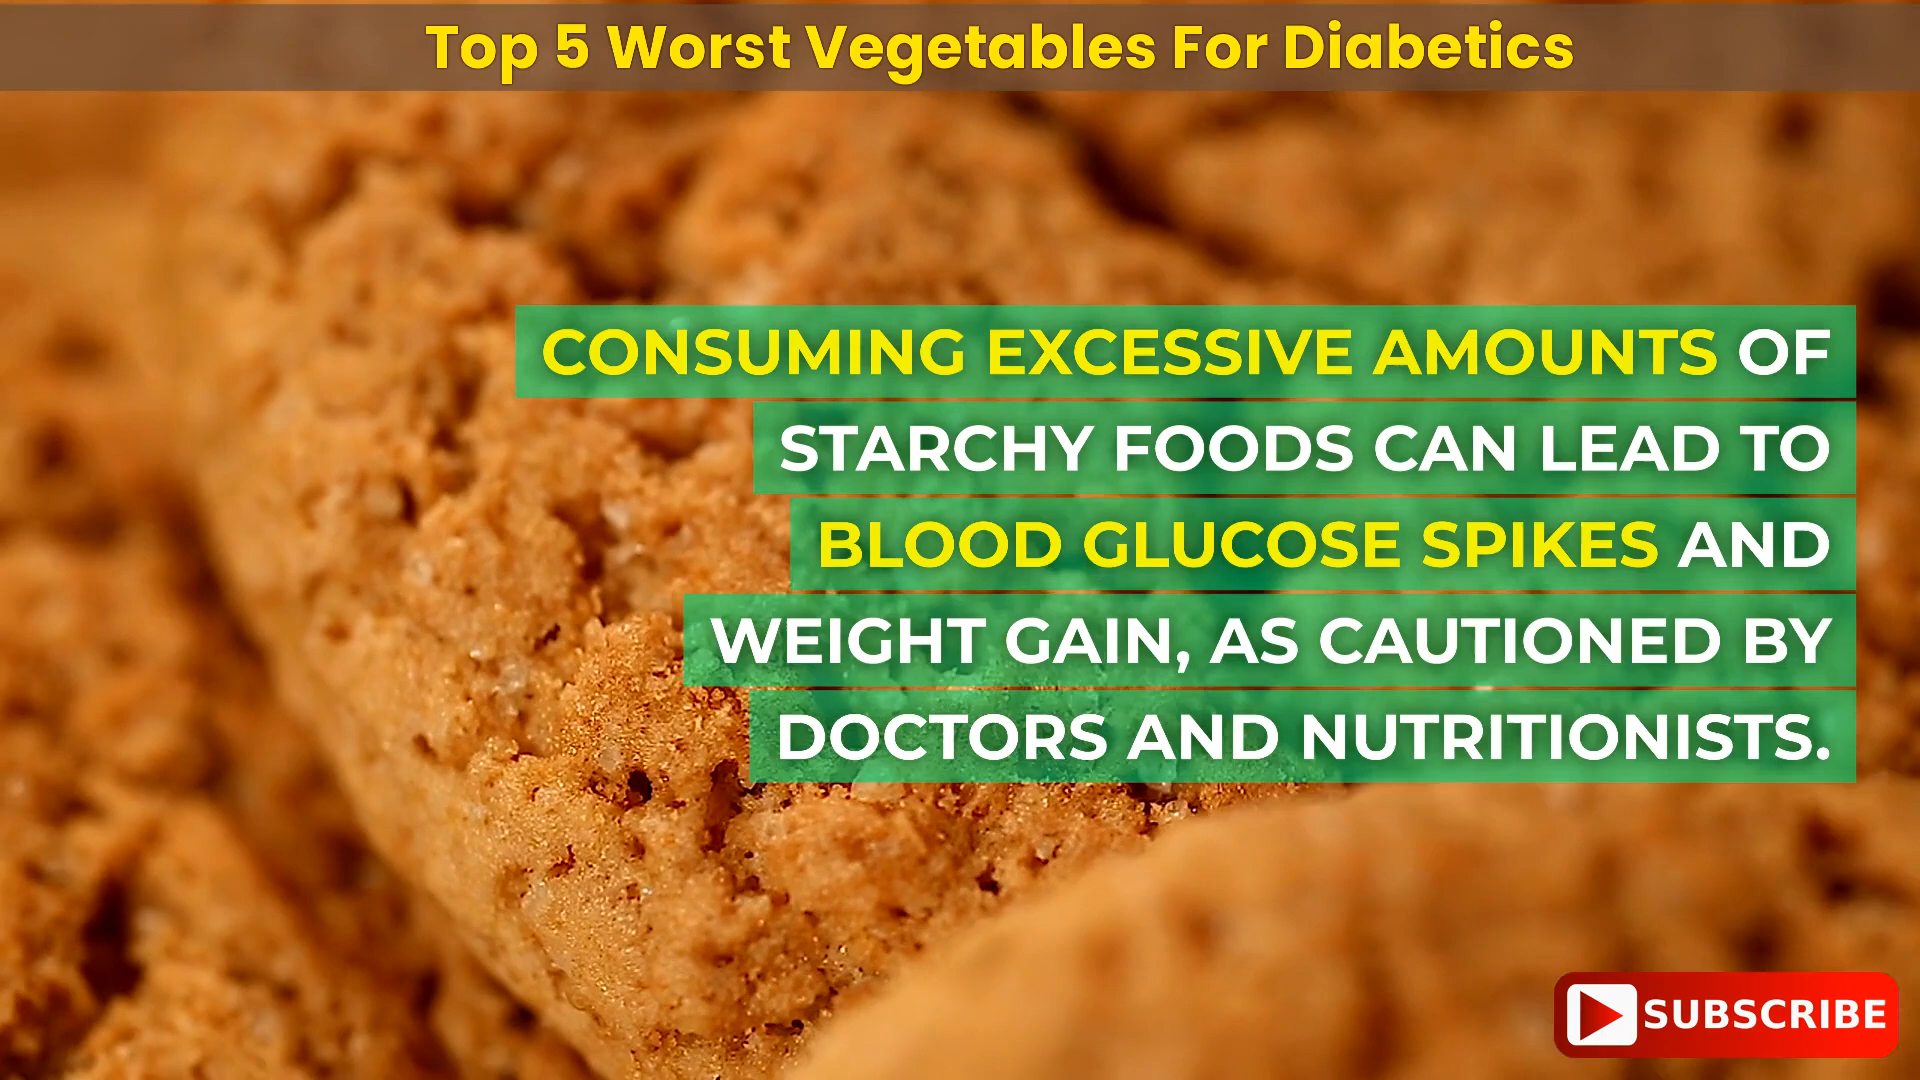 Top 5 Worst Vegetables For Diabetics
CONSUMING EXCESSIVE AMOUNTS OF
STARCHY FOODS CAN LEAD TO
BLOOD GLUCOSE SPIKES AND
WEIGHT GAIN, AS CAUTIONED BY
DOCTORS AND NUTRITIONISTS.
SUBSCRIBE